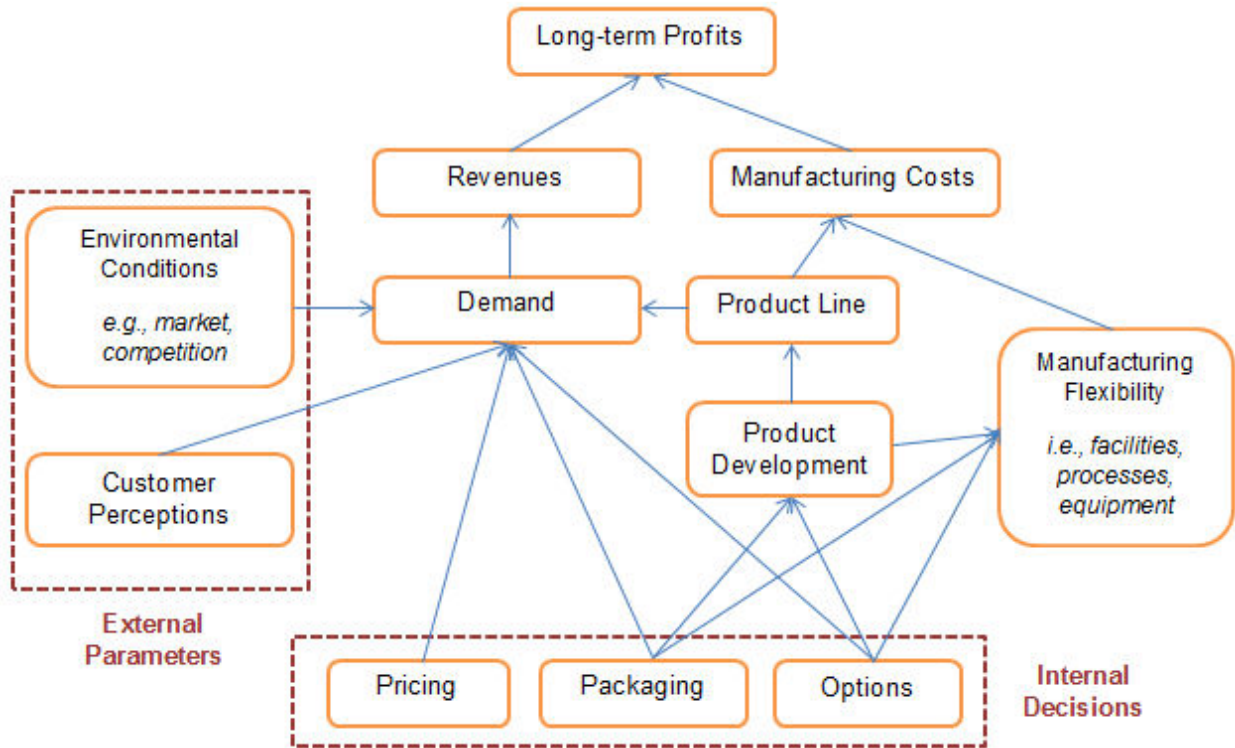 Long-term Profits
Revenues
Manufacturing Costs
Environmental
Conditions
e.g., market,
competition
Demand
Product Line
Manufacturing
Flexibility
i.e., facilities,
processes,
equipment
Product
Development
Customer
Perceptions
External
Parameters
Pricing
Packaging
Options
Internal
Decisions